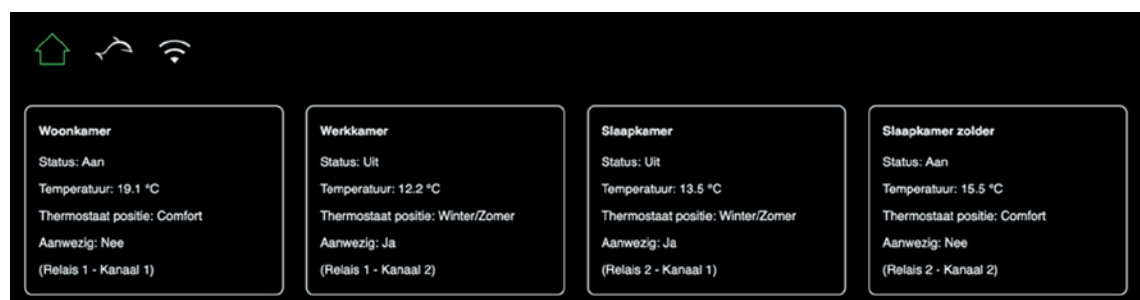 Woonkamer
Status: Aan
Temperatuur: 19.1 °C
Thermostaat positie: Comfort
Aanwezig: Nee
(Relais 1 - Kanaal 1)
Werkkamer
Status: Uit
Temperatuur: 12.2 °C
Thermostaat positie: Winter/Zomer
Aanwezig: Ja
(Relais 1 - Kanaal 2)
Slaapkamer
Status: Uit
Temperatuur: 13.5 °C
Thermostaat positie: Winter/Zomer
Aanwezig: Ja
(Relais 2 - Kanaal 1)
Slaapkamer zolder
Status: Aan
Temperatuur: 15.5 °C
Thermostaat positie: Comfort
Aanwezig: Nee
(Relais 2 - Kanaal 2)